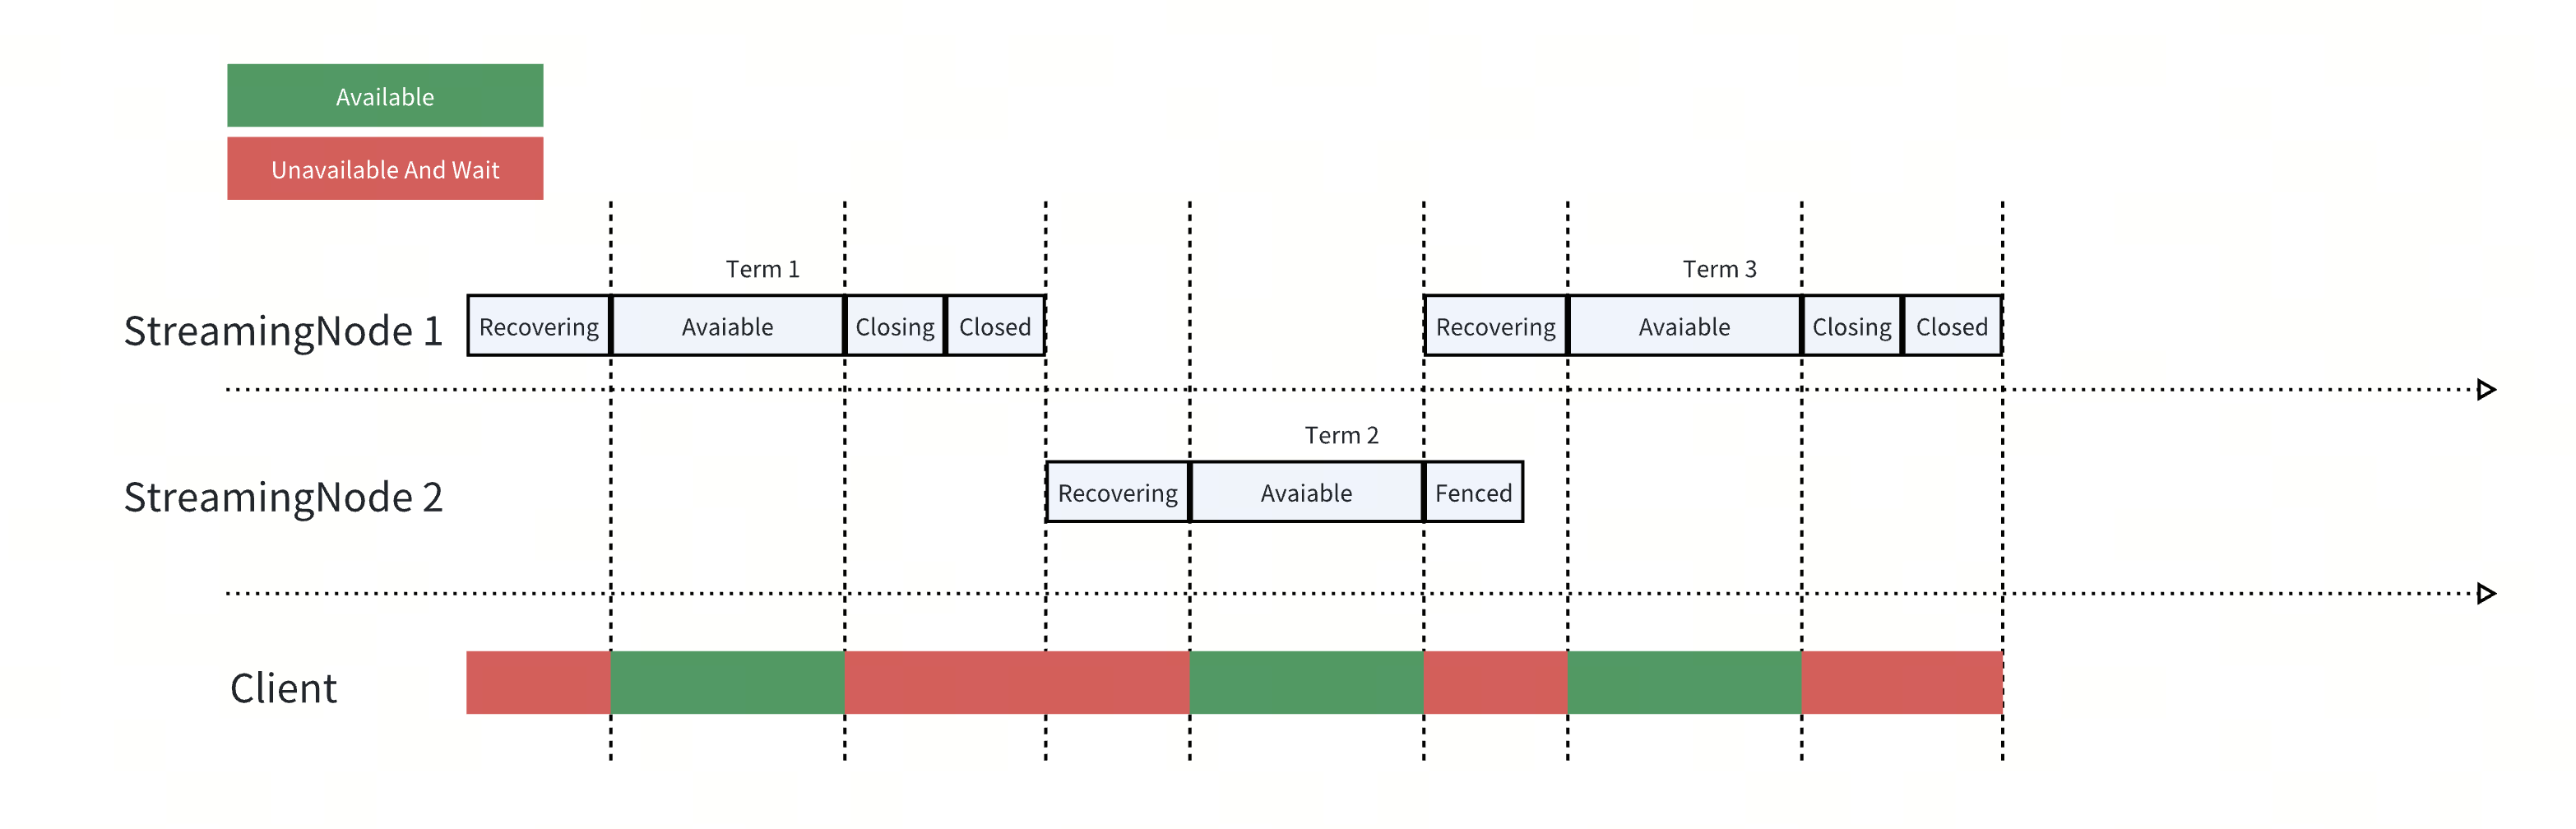 Available
Unavailable And Wait
Term 1
Term 3
StreamingNode 1
Recovering
Avaiable
Closing
Closed
Recovering
Avaiable
Closing
Closed
Term 2
StreamingNode 2
Recovering
Avaiable
Fenced
Client